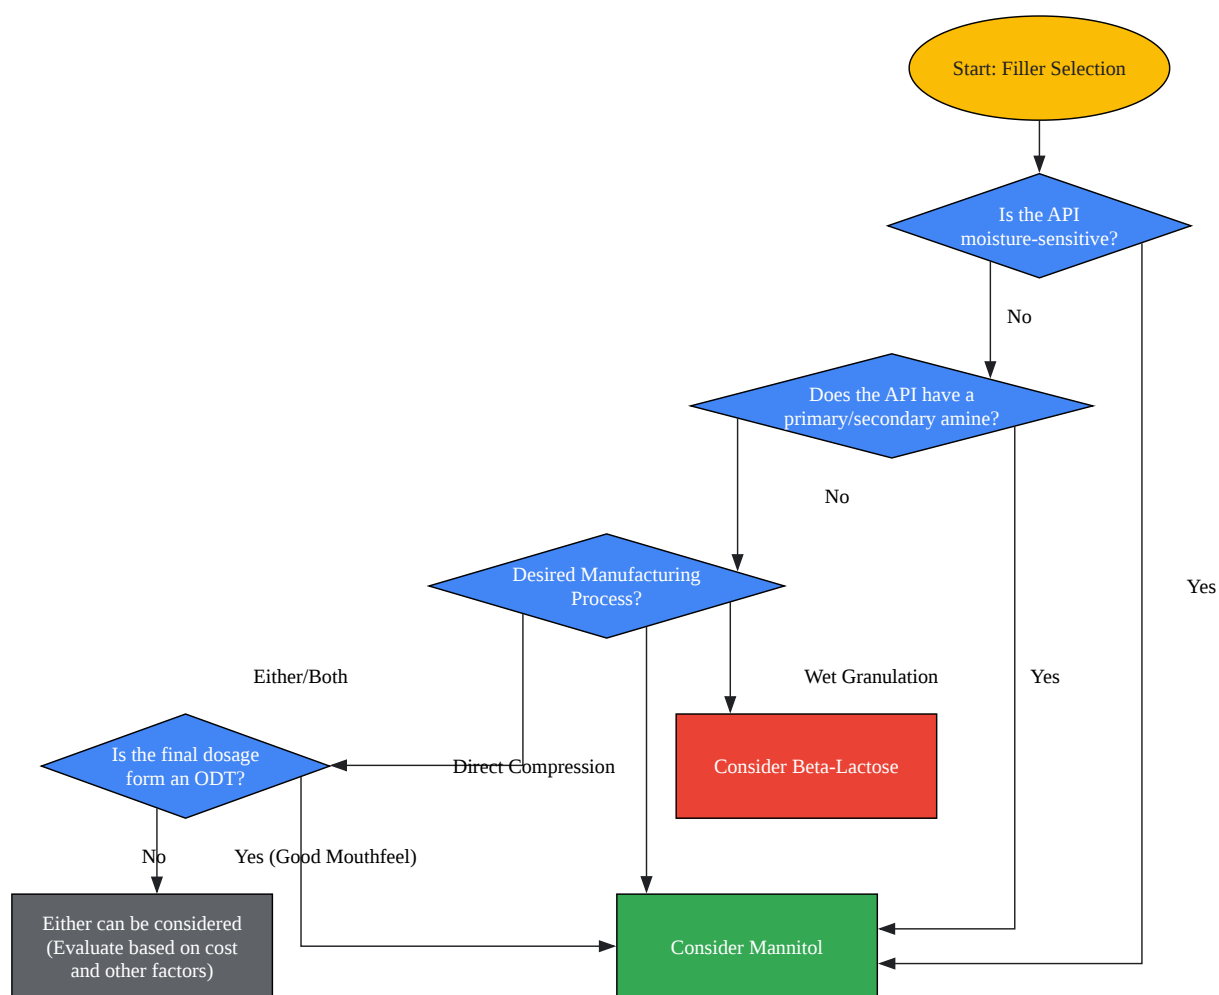 Start: Filler Selection
Is the API
moisture-sensitive?
No
Does the API have a
primary/secondary amine?
No
Desired Manufacturing
Process?
Yes
Either/Both
Wet Granulation
Yes
Is the final dosage
form an ODT?
Direct Compression
Consider Beta-Lactose
No
Yes (Good Mouthfeel)
Either can be considered
(Evaluate based on cost
and other factors)
Consider Mannitol